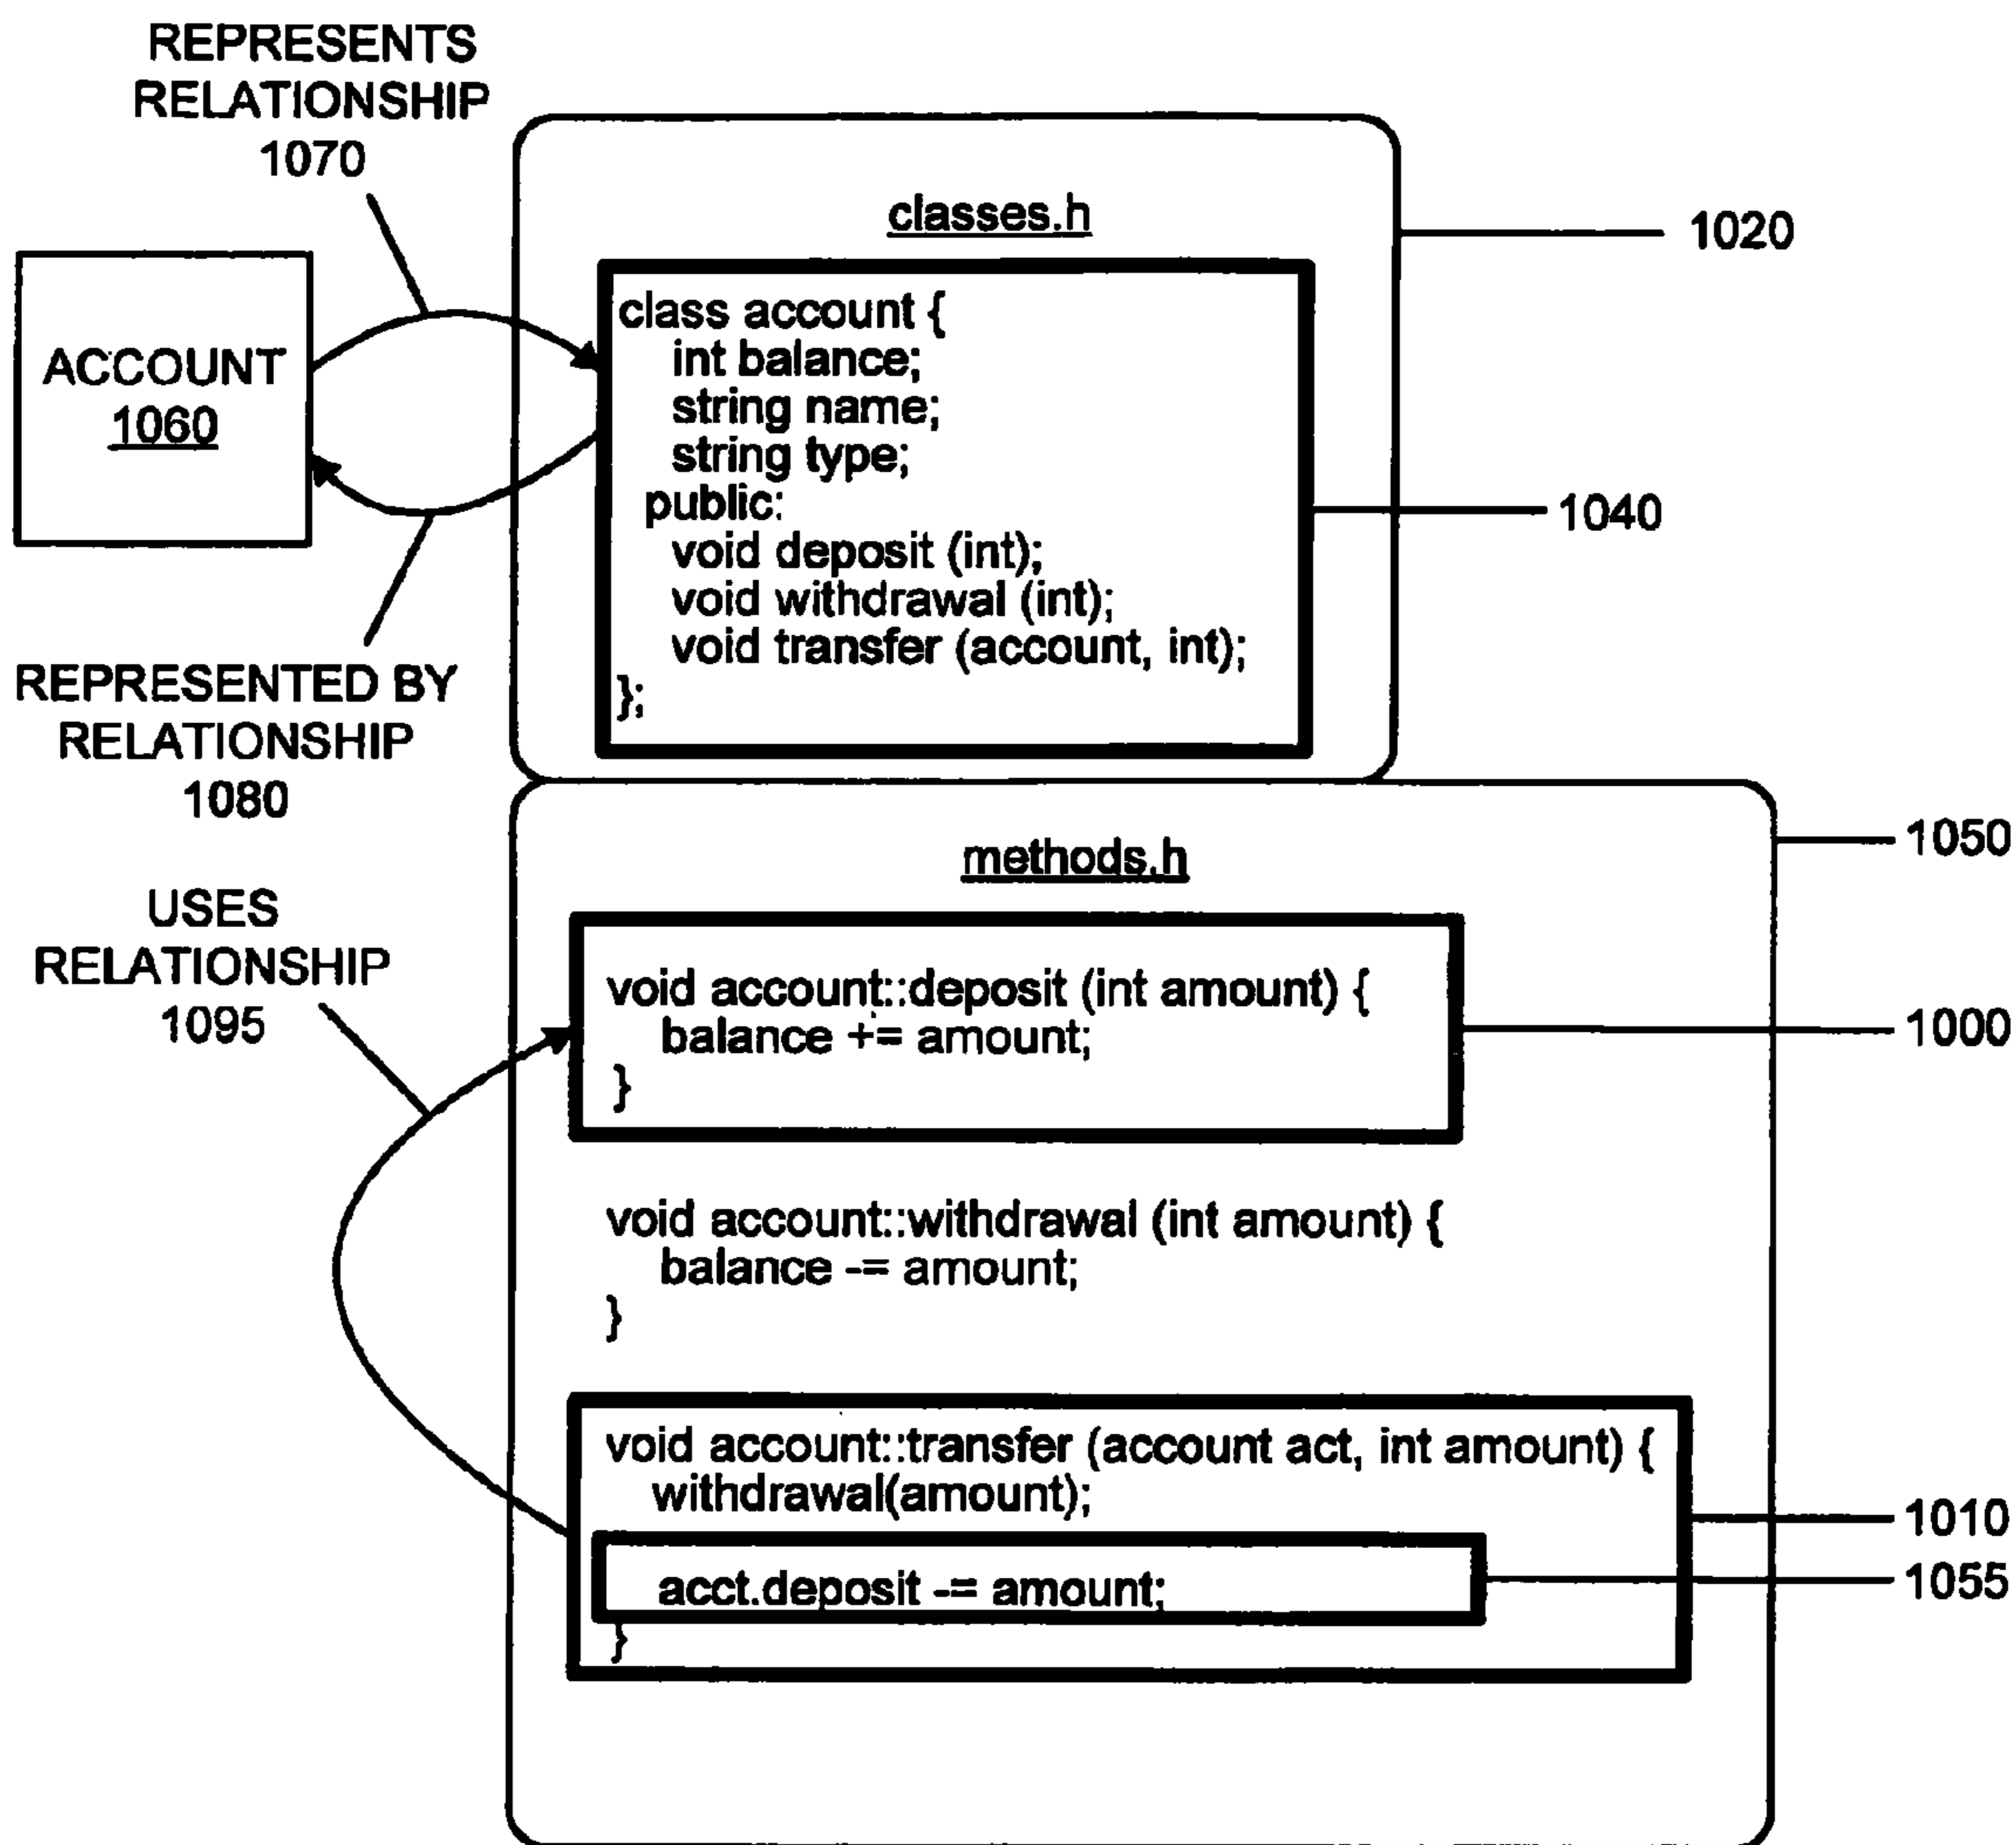 REPRESENTS
RELATIONSHIP
1070
classes.h
1020
class account {
int balance;
string name;
string type;
public:
void deposit (int);
void withdrawal (int);
void transfer (account, int);
};
1040
ACCOUNT
1060
REPRESENTED BY
RELATIONSHIP
1080
methods.h
1050
USES
RELATIONSHIP
1095
void account::deposit (int amount) {
balance += amount;
}
1000
void account::withdrawal (int amount) {
balance -= amount;
}
void account::transfer (account act, int amount) {
withdrawal(amount);
1010
acct.deposit -= amount;
1055
}